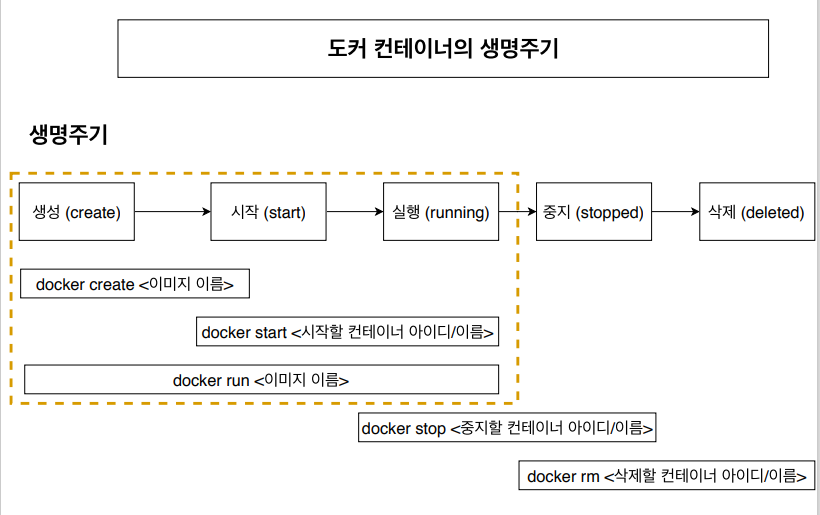 도커 컨테이너의 생명주기
생명주기
생성 (create)
시작 (start)
실행 (running)
중지 (stopped)
삭제 (deleted)
docker create <이미지 이름>
docker start <시작할 컨테이너 아이디/이름>
docker run <이미지 이름>
docker stop <중지할 컨테이너 아이디/이름>
docker rm <삭제할 컨테이너 아이디/이름>